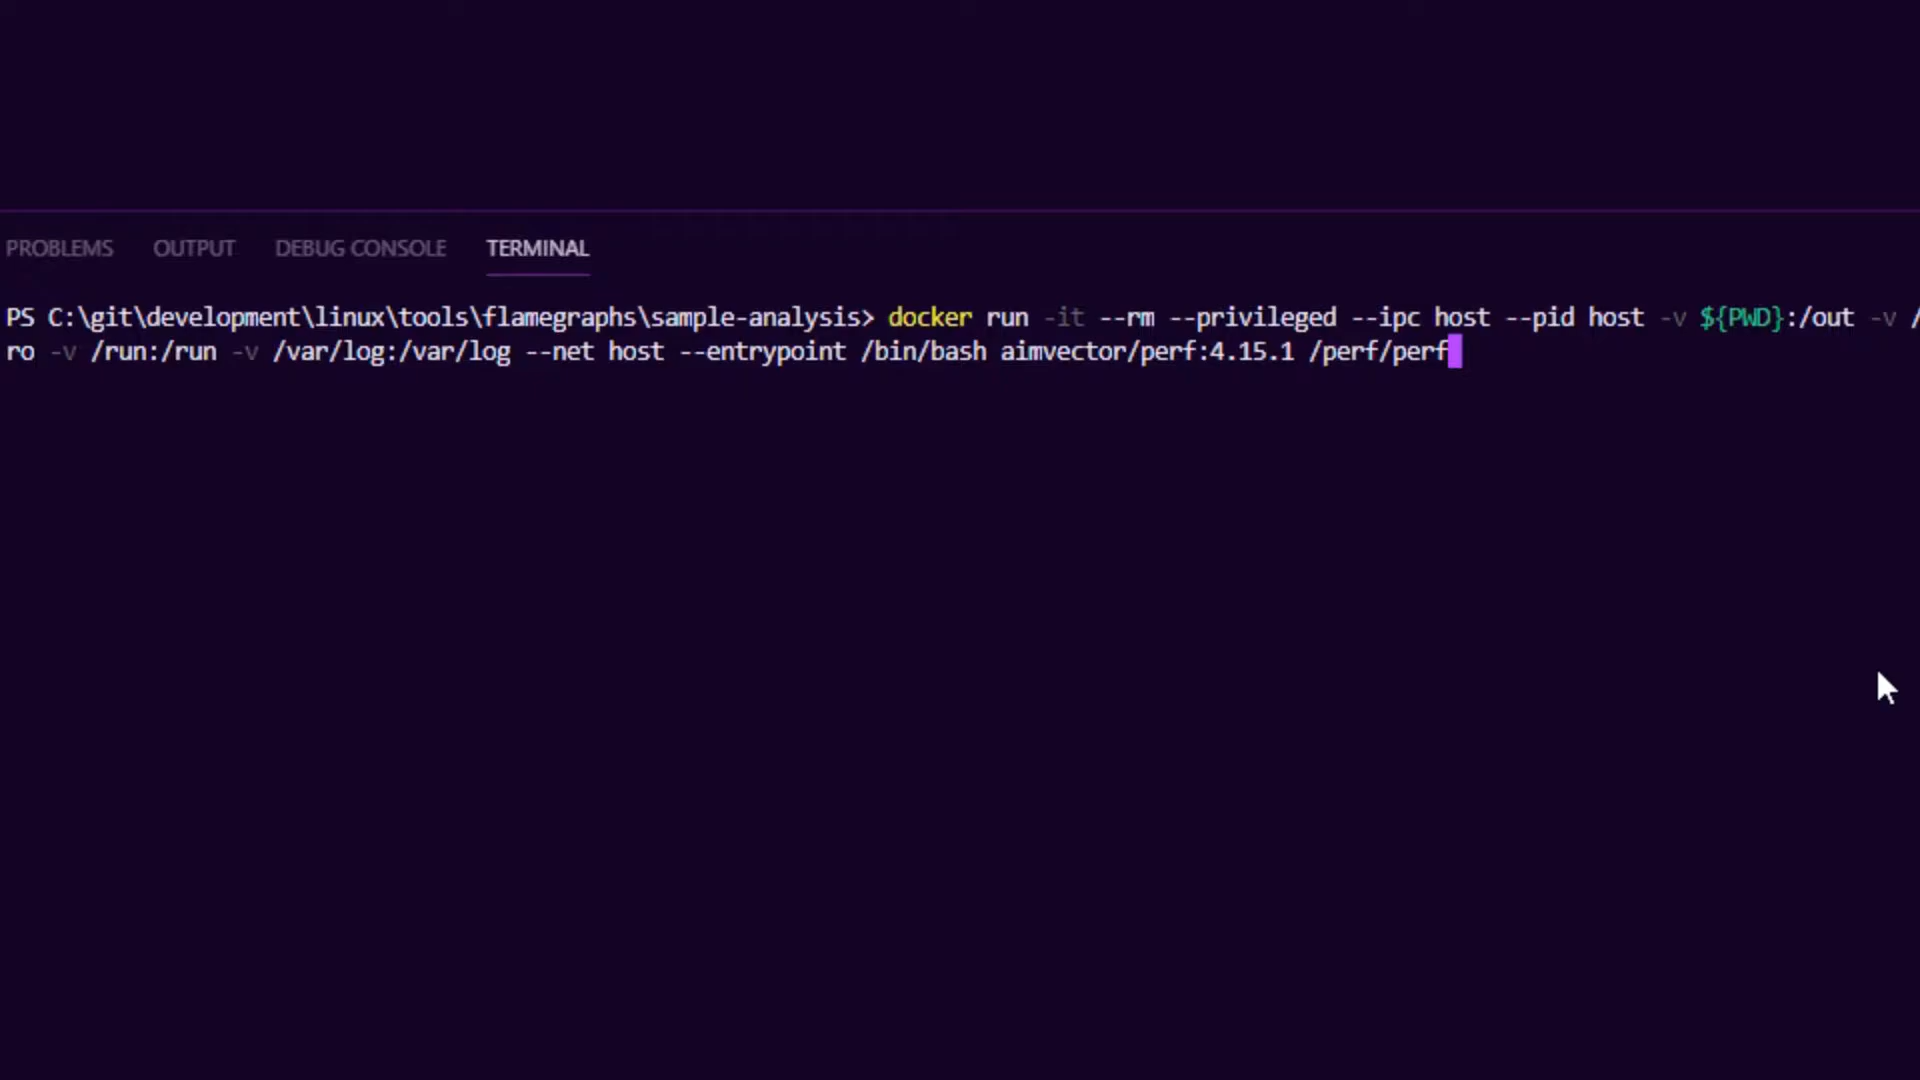 PROBLEMS OUTPUT DEBUG CONSOLE TERMINAL
PS C:\git\development\linux\tools\flamegraphs\sample-analysis> docker run -it --rm --privileged --ipc host --pid host -v ${PWD}:/out -v /
ro -v /run:/run -v /var/log:/var/log --net host --entrypoint /bin/bash aimvector/perf:4.15.1 /perf/perf